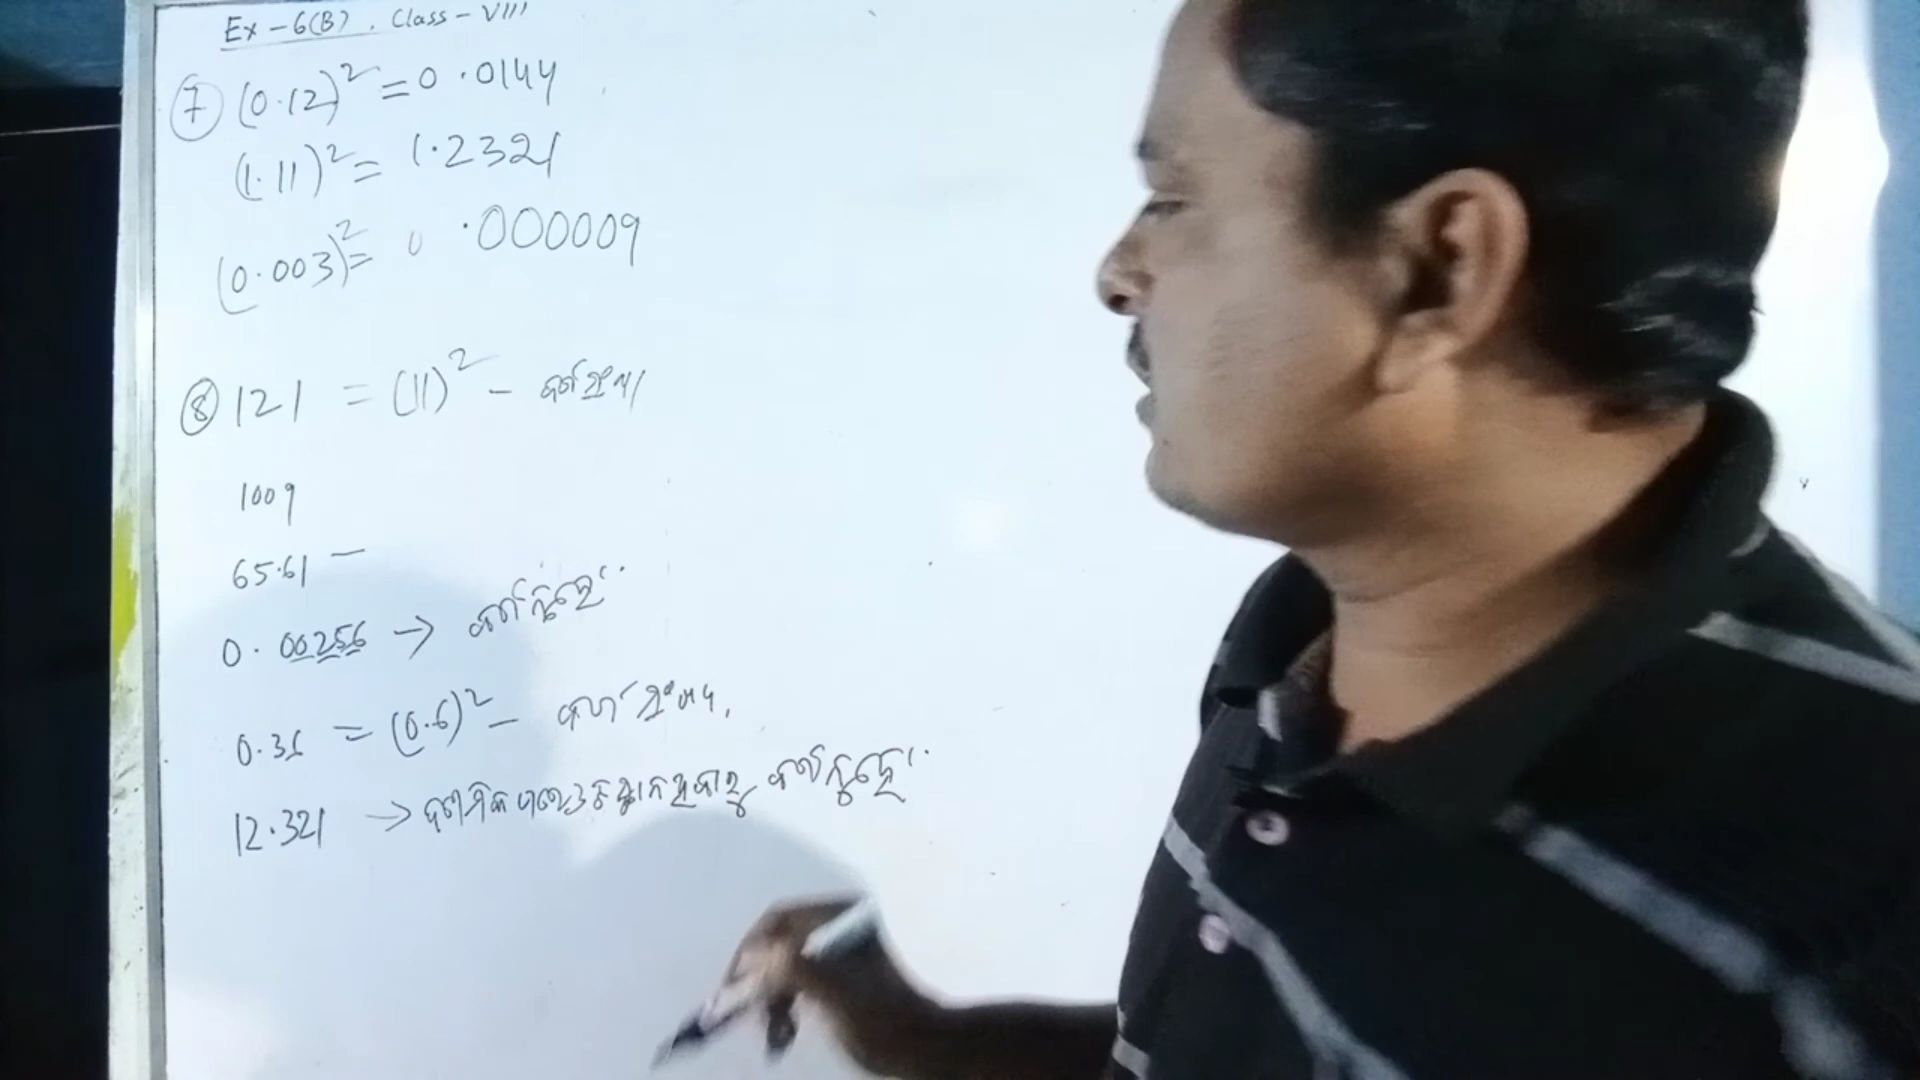 Ex - 6(B) . Class - VIII
7 (0.12)² = 0.0144
(1.11)² = 1.2321
(0.003)² = 0.000009
8 121 = (11)² - ବର୍ଗସଂଖ୍ୟା
1009
65.61 —
0.00256 → ବର୍ଗ ନୁହେଁ
0.36 = (0.6)² - ବର୍ଗ ସଂଖ୍ୟା
12.321 → ଦଶମିକ ପରେ ୩ଟି ସ୍ଥାନ ଥିବାରୁ ବର୍ଗ ନୁହେଁ